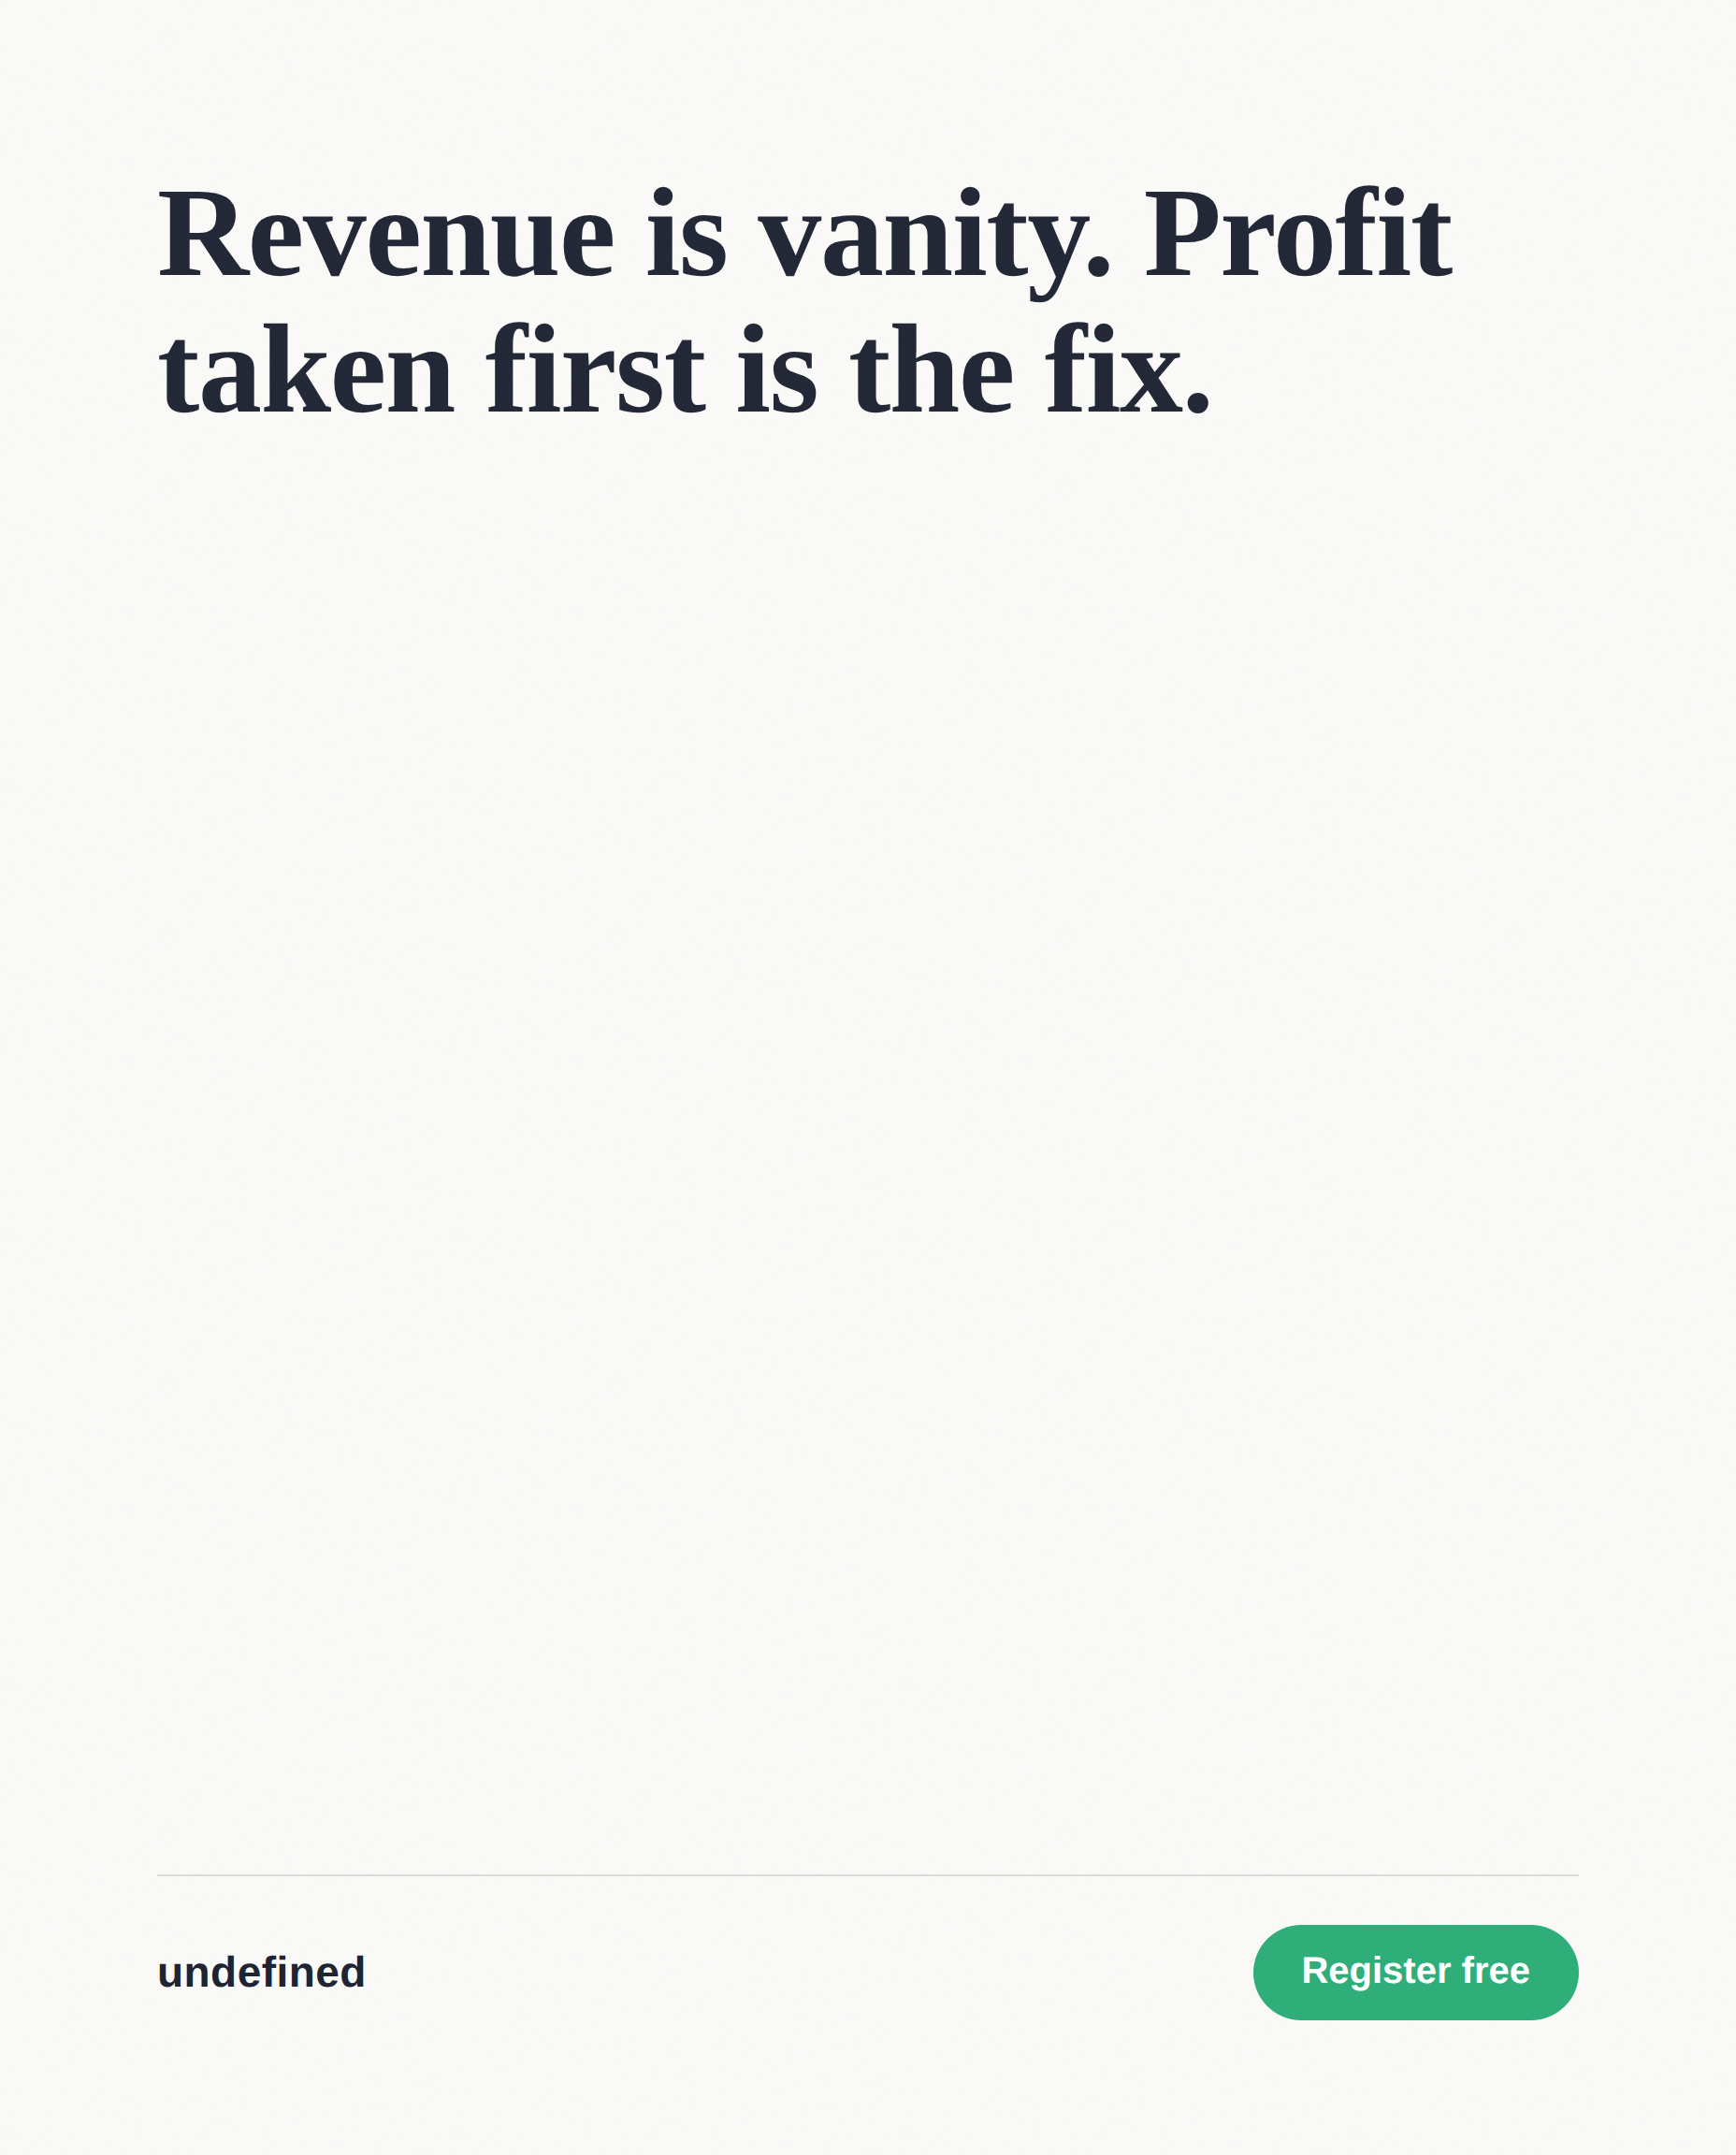 Revenue is vanity. Profit
taken first is the fix.
undefined
Register free